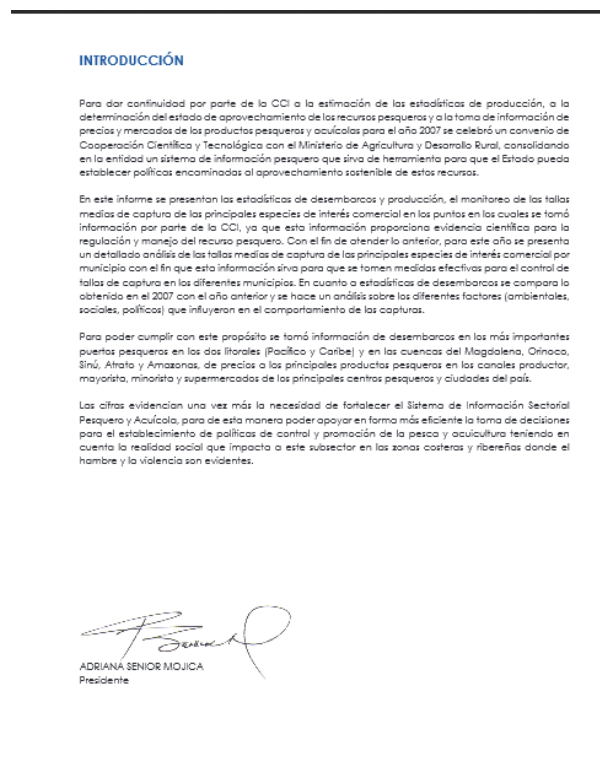 INTRODUCCIÓN
Para dar continuidad por parte de la CCI a la estimación de las estadísticas de producción, a la
determinación del estado de aprovechamiento de los recursos pesqueros y a la toma de información de
precios y mercados de los productos pesqueros y acuícolas para el año 2007 se celebró un convenio de
Cooperación Científica y Tecnológica con el Ministerio de Agricultura y Desarrollo Rural, consolidando
en la entidad un sistema de información pesquero que sirva de herramienta para que el Estado pueda
establecer políticas encaminadas al aprovechamiento sostenible de estos recursos.
En este informe se presentan las estadísticas de desembarcos y producción, el monitoreo de las tallas
medias de captura de las principales especies de interés comercial en los puntos en los cuales se tomó
información por parte de la CCI, ya que esta información proporciona evidencia científica para la
regulación y manejo del recurso pesquero. Con el fin de atender lo anterior, para este año se presenta
un detallado análisis de las tallas medias de captura de las principales especies de interés comercial por
municipio con el fin que esta información sirva para que se tomen medidas efectivas para el control de
tallas de captura en los diferentes municipios. En cuanto a estadísticas de desembarcos se compara lo
obtenido en el 2007 con el año anterior y se hace un análisis sobre los diferentes factores (ambientales,
sociales, políticos) que influyeron en el comportamiento de las capturas.
Para poder cumplir con este propósito se tomó información de desembarcos en los más importantes
puertos pesqueros en los dos litorales (Pacífico y Caribe) y en las cuencas del Magdalena, Orinoco,
Sinú, Atrato y Amazonas, de precios a los principales productos pesqueros en los canales productor,
mayorista, minorista y supermercados de los principales centros pesqueros y ciudades del país.
Las cifras evidencian una vez más la necesidad de fortalecer el Sistema de Información Sectorial
Pesquero y Acuícola, para de esta manera poder apoyar en forma más eficiente la toma de decisiones
para el establecimiento de políticas de control y promoción de la pesca y acuicultura teniendo en
cuenta la realidad social que impacta a este subsector en las zonas costeras y ribereñas donde el
hambre y la violencia son evidentes.
ADRIANA SENIOR MOJICA
Presidente